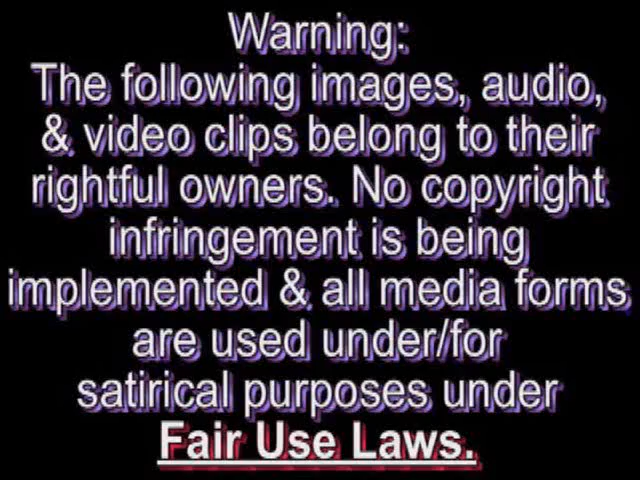 Warning:
The following images, audio,
& video clips belong to their
rightful owners. No copyright
infringement is being
implemented & all media forms
are used under/for
satirical purposes under
Fair Use Laws.